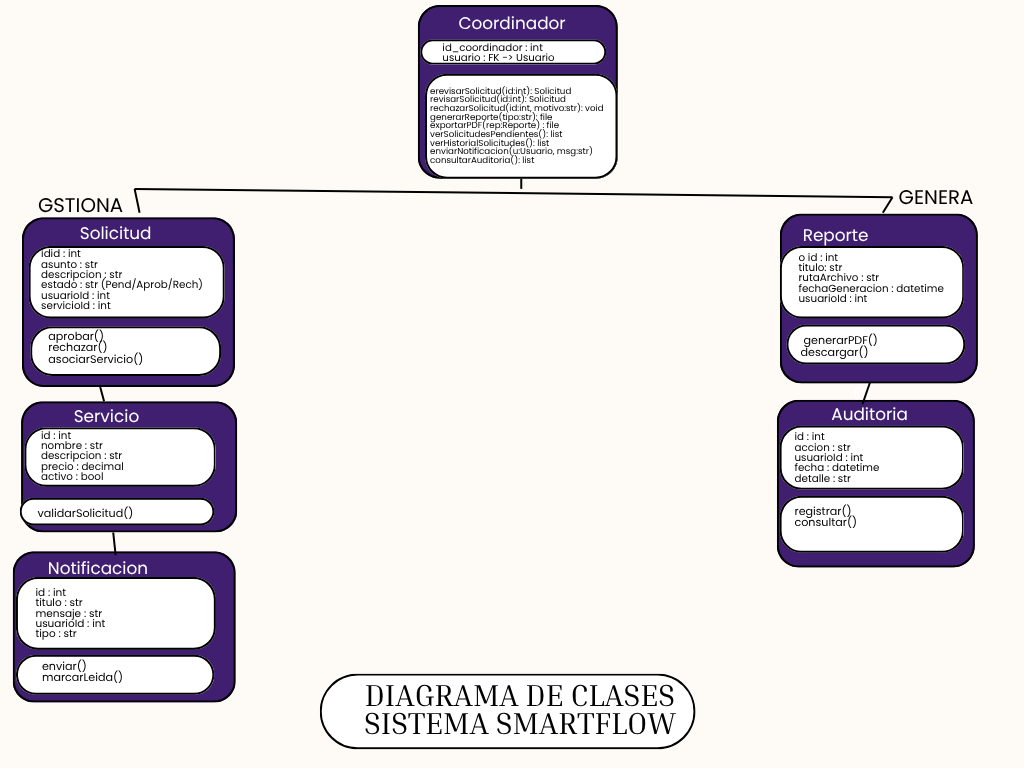 Coordinador
id_coordinador : int
usuario : FK -> Usuario
erevisarSolicitud(id:int): Solicitud
revisarSolicitud(id:int): Solicitud
rechazarSolicitud(id:int, motivo:str): void
generarReporte(tipo:str): file
exportarPDF(rep:Reporte) : file
verSolicitudesPendientes(): list
verHistorialSolicitudes(): list
enviarNotificacion(u:Usuario, msg:str)
consultarAuditoria(): list
GSTIONA
GENERA
Solicitud
idid : int
asunto : str
descripcion : str
estado : str (Pend/Aprob/Rech)
usuarioId : int
servicioId : int
aprobar()
rechazar()
asociarServicio()
Reporte
o id : int
titulo: str
rutaArchivo : str
fechaGeneracion : datetime
usuarioId : int
generarPDF()
descargar()
Servicio
id : int
nombre : str
descripcion : str
precio : decimal
activo : bool
validarSolicitud()
Auditoria
id : int
accion : str
usuarioId : int
fecha : datetime
detalle : str
registrar()
consultar()
Notificacion
id : int
titulo : str
mensaje : str
usuarioId : int
tipo : str
enviar()
marcarLeida()
DIAGRAMA DE CLASES
SISTEMA SMARTFLOW